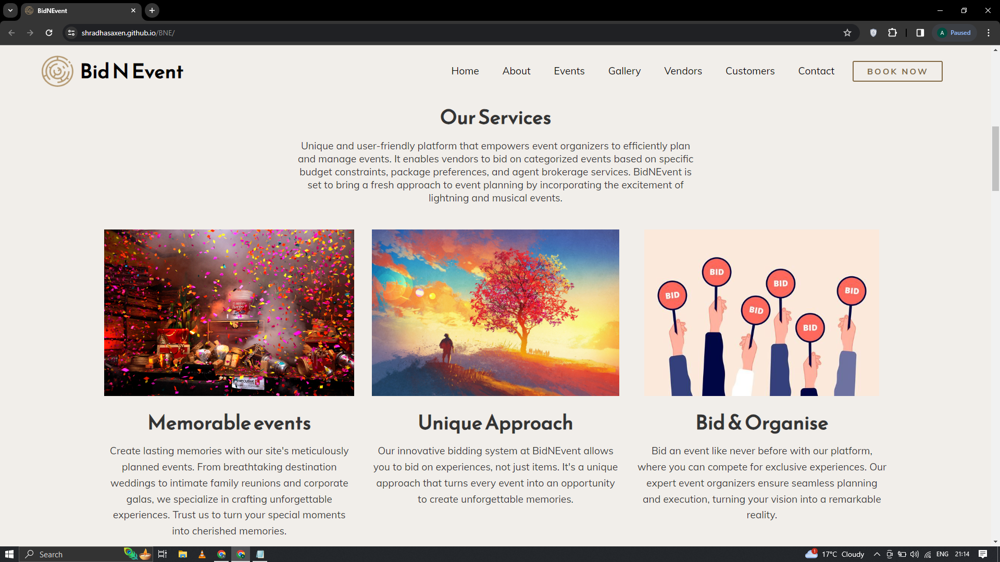 BidNEvent
shradhasaxen.github.io/BNE/
A Paused
Bid N Event
Home About Events Gallery Vendors Customers Contact BOOK NOW
Our Services
Unique and user-friendly platform that empowers event organizers to efficiently plan
and manage events. It enables vendors to bid on categorized events based on specific
budget constraints, package preferences, and agent brokerage services. BidNEvent is
set to bring a fresh approach to event planning by incorporating the excitement of
lightning and musical events.
Turbo
executive
BID
BID
BID
BID
BID
BID
Memorable events
Create lasting memories with our site's meticulously
planned events. From breathtaking destination
weddings to intimate family reunions and corporate
galas, we specialize in crafting unforgettable
experiences. Trust us to turn your special moments
into cherished memories.
Unique Approach
Our innovative bidding system at BidNEvent allows
you to bid on experiences, not just items. It's a unique
approach that turns every event into an opportunity
to create unforgettable memories.
Bid & Organise
Bid an event like never before with our platform,
where you can compete for exclusive experiences. Our
expert event organizers ensure seamless planning
and execution, turning your vision into a remarkable
reality.
Search
1
17°C Cloudy
ENG
21:14